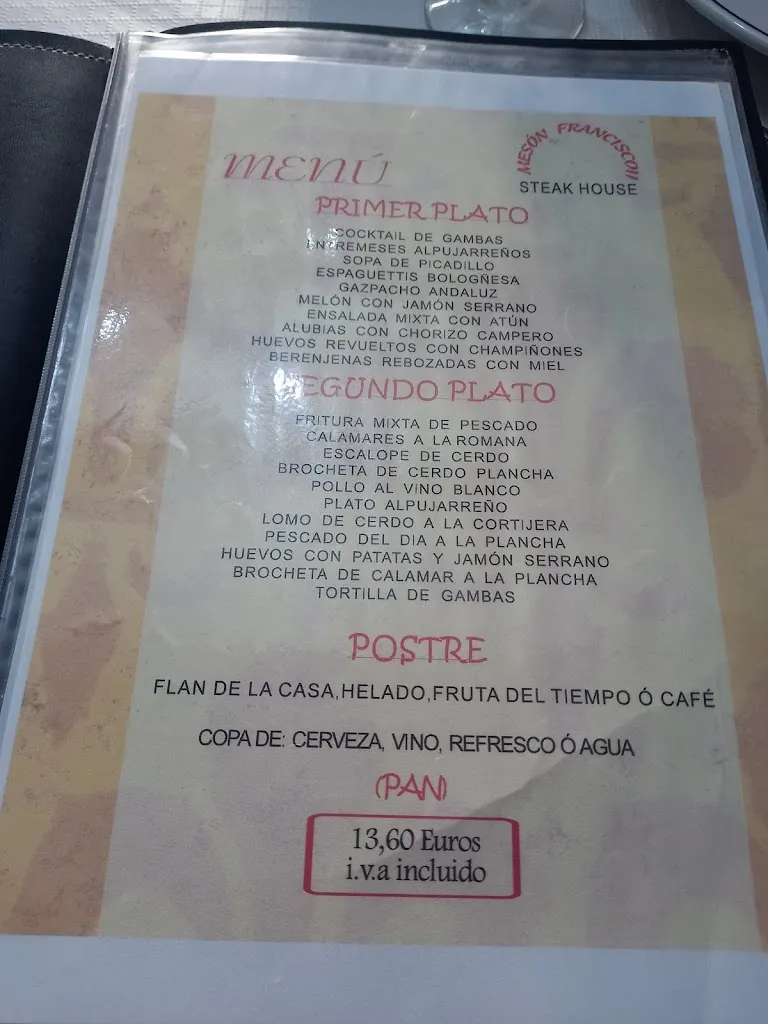 MENÚ
MESÓN FRANCISCO II
STEAK HOUSE
PRIMER PLATO
COCKTAIL DE GAMBAS
ENTREMESES ALPUJARREÑOS
SOPA DE PICADILLO
ESPAGUETTIS BOLOGÑESA
GAZPACHO ANDALUZ
MELÓN CON JAMÓN SERRANO
ENSALADA MIXTA CON ATÚN
ALUBIAS CON CHORIZO CAMPERO
HUEVOS REVUELTOS CON CHAMPIÑONES
BERENJENAS REBOZADAS CON MIEL
SEGUNDO PLATO
FRITURA MIXTA DE PESCADO
CALAMARES A LA ROMANA
ESCALOPE DE CERDO
BROCHETA DE CERDO PLANCHA
POLLO AL VINO BLANCO
PLATO ALPUJARREÑO
LOMO DE CERDO A LA CORTIJERA
PESCADO DEL DIA A LA PLANCHA
HUEVOS CON PATATAS Y JAMÓN SERRANO
BROCHETA DE CALAMAR A LA PLANCHA
TORTILLA DE GAMBAS
POSTRE
FLAN DE LA CASA,HELADO,FRUTA DEL TIEMPO Ó CAFÉ
COPA DE: CERVEZA, VINO, REFRESCO Ó AGUA
(PAN)
13,60 Euros
i.v.a incluido